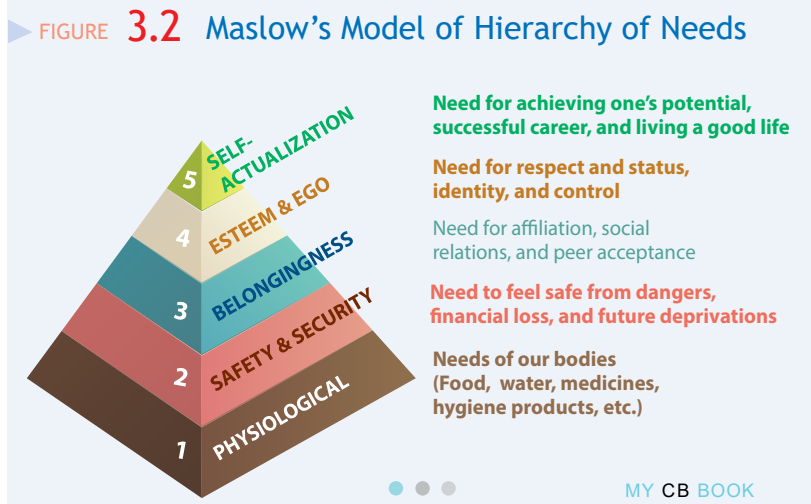 FIGURE 3.2 Maslow's Model of Hierarchy of Needs
Need for achieving one's potential,
successful career, and living a good life
5 SELF-
ACTUALIZATION
Need for respect and status,
identity, and control
4 ESTEEM & EGO
Need for affiliation, social
relations, and peer acceptance
3 BELONGINGNESS
Need to feel safe from dangers,
financial loss, and future deprivations
2 SAFETY & SECURITY
Needs of our bodies
(Food, water, medicines,
hygiene products, etc.)
1 PHYSIOLOGICAL
MY CB BOOK